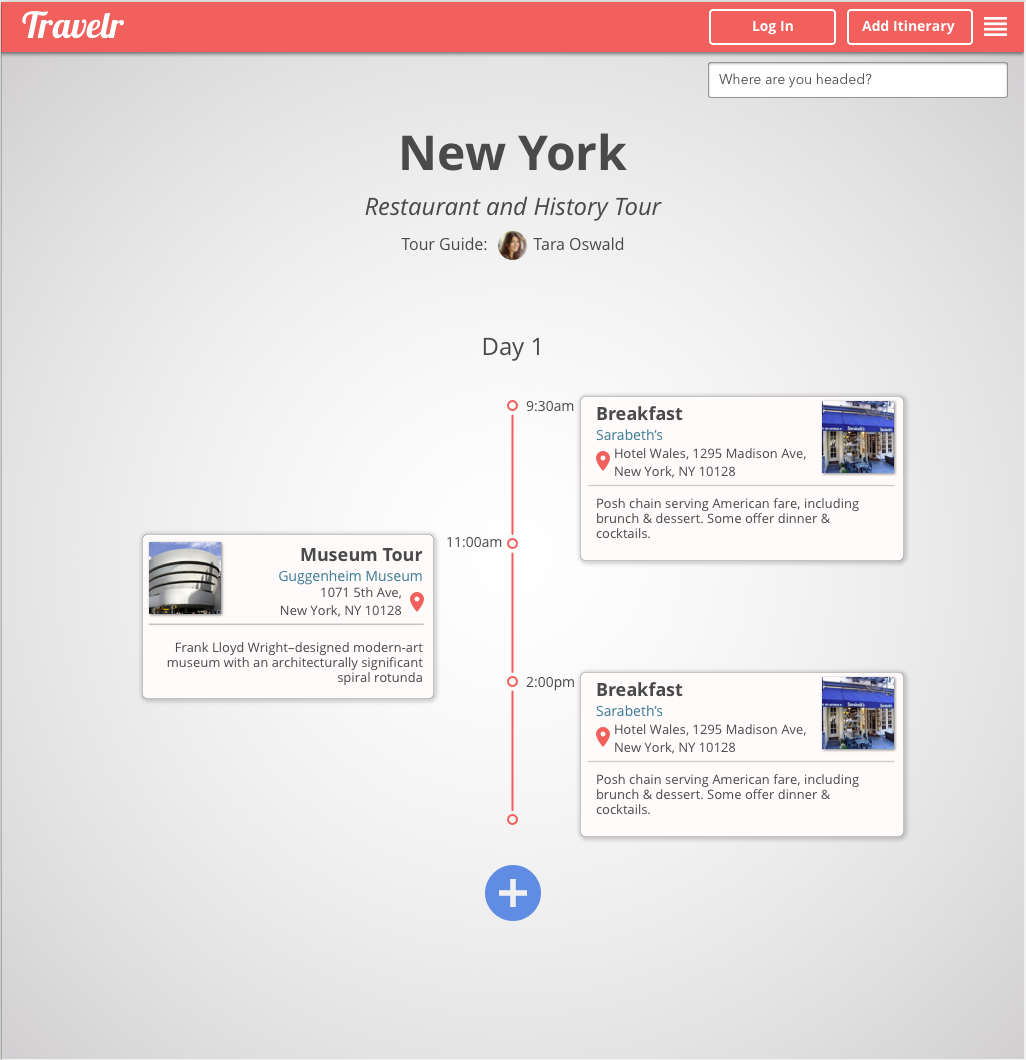 Travelr
Log In
Add Itinerary
Where are you headed?
New York
Restaurant and History Tour
Tour Guide: Tara Oswald
Day 1
9:30am
Breakfast
Sarabeth’s
Hotel Wales, 1295 Madison Ave,
New York, NY 10128
Posh chain serving American fare, including
brunch & dessert. Some offer dinner &
cocktails.
11:00am
Museum Tour
Guggenheim Museum
1071 5th Ave,
New York, NY 10128
Frank Lloyd Wright–designed modern-art
museum with an architecturally significant
spiral rotunda
2:00pm
Breakfast
Sarabeth’s
Hotel Wales, 1295 Madison Ave,
New York, NY 10128
Posh chain serving American fare, including
brunch & dessert. Some offer dinner &
cocktails.